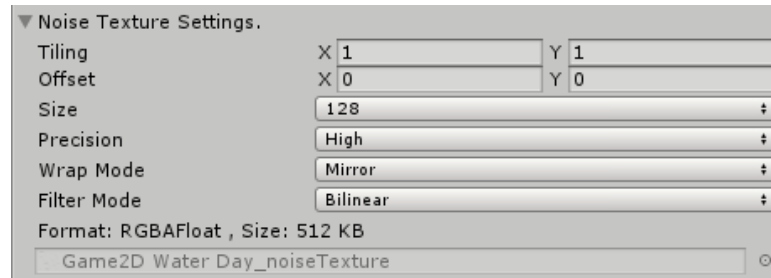 Noise Texture Settings.
Tiling X 1 Y 1
Offset X 0 Y 0
Size 128
Precision High
Wrap Mode Mirror
Filter Mode Bilinear
Format: RGBAFloat , Size: 512 KB
Game2D Water Day_noiseTexture